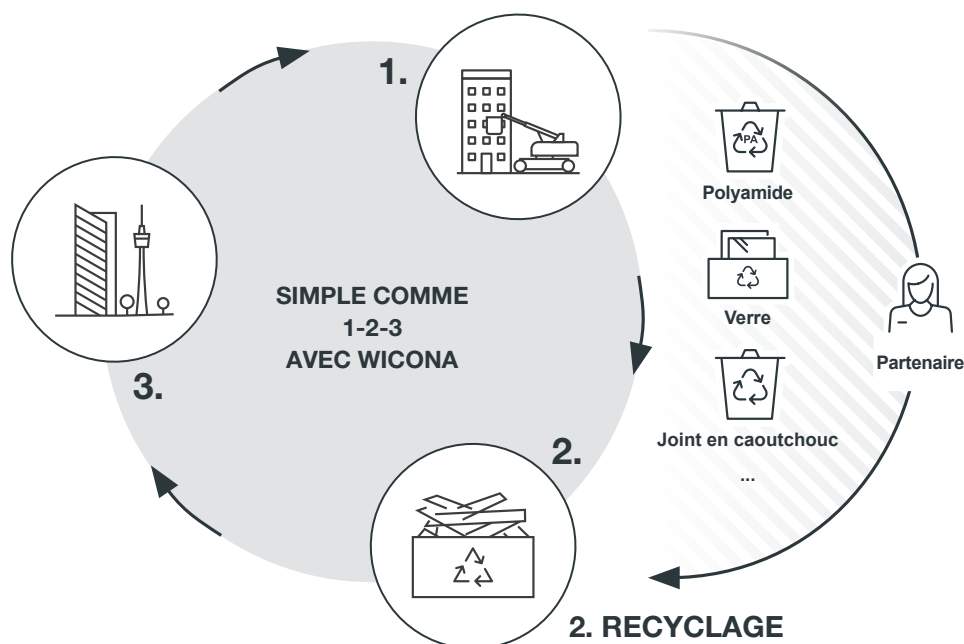 1.
PA
Polyamide
SIMPLE COMME
1-2-3
AVEC WICONA
Verre
Partenaire
3.
Joint en caoutchouc
...
2.
2. RECYCLAGE